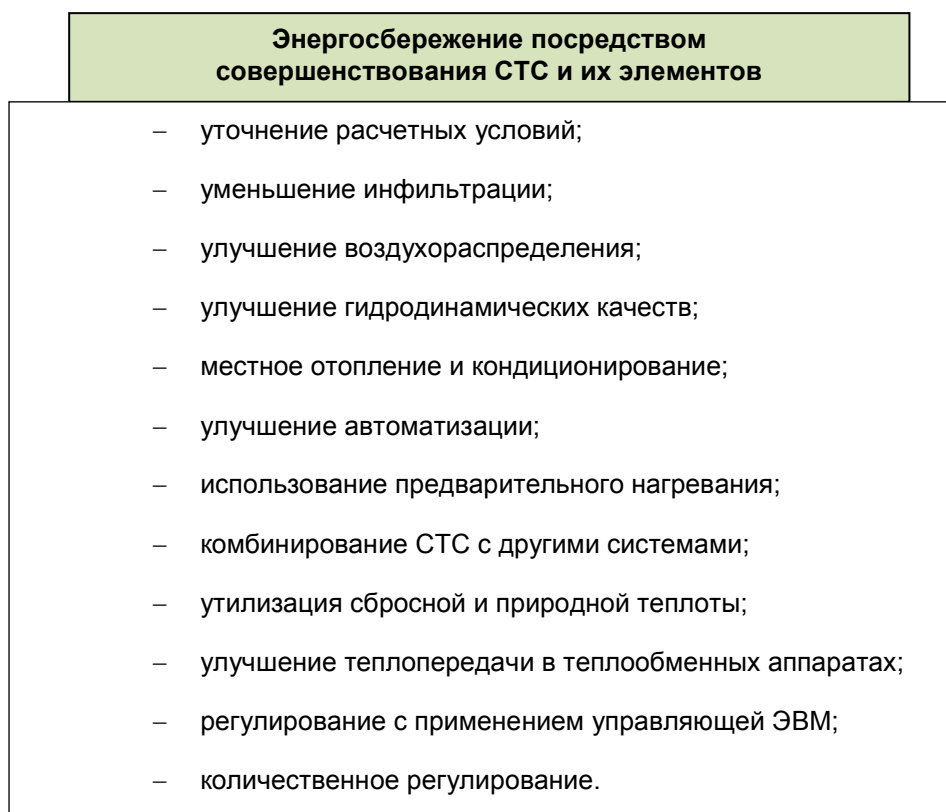 Энергосбережение посредством
совершенствования СТС и их элементов
– уточнение расчетных условий;
– уменьшение инфильтрации;
– улучшение воздухораспределения;
– улучшение гидродинамических качеств;
– местное отопление и кондиционирование;
– улучшение автоматизации;
– использование предварительного нагревания;
– комбинирование СТС с другими системами;
– утилизация сбросной и природной теплоты;
– улучшение теплопередачи в теплообменных аппаратах;
– регулирование с применением управляющей ЭВМ;
– количественное регулирование.